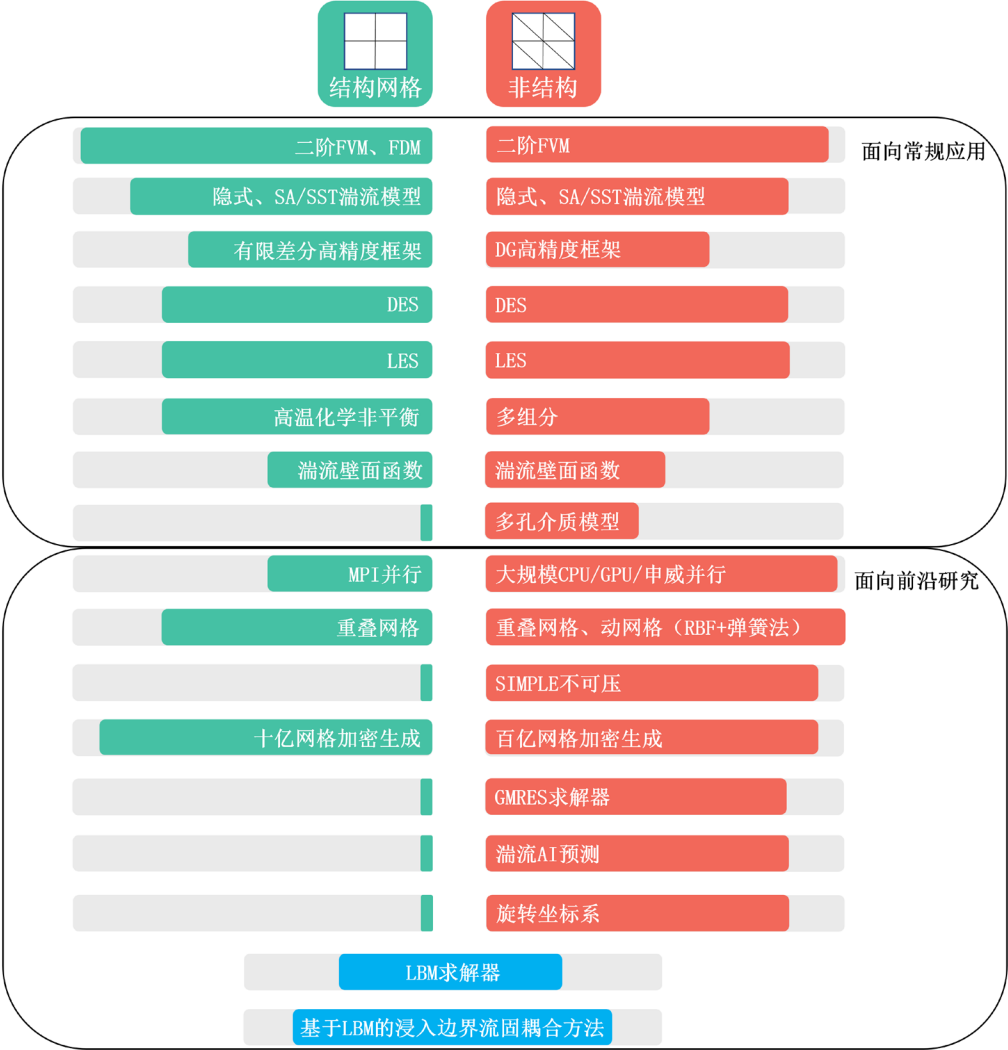 结构网格
非结构
二阶FVM、FDM
二阶FVM
面向常规应用
隐式、SA/SST湍流模型
隐式、SA/SST湍流模型
有限差分高精度框架
DG高精度框架
DES
DES
LES
LES
高温化学非平衡
多组分
湍流壁面函数
湍流壁面函数
多孔介质模型
MPI并行
大规模CPU/GPU/申威并行
面向前沿研究
重叠网格
重叠网格、动网格（RBF+弹簧法）
SIMPLE不可压
十亿网格加密生成
百亿网格加密生成
GMRES求解器
湍流AI预测
旋转坐标系
LBM求解器
基于LBM的浸入边界流固耦合方法